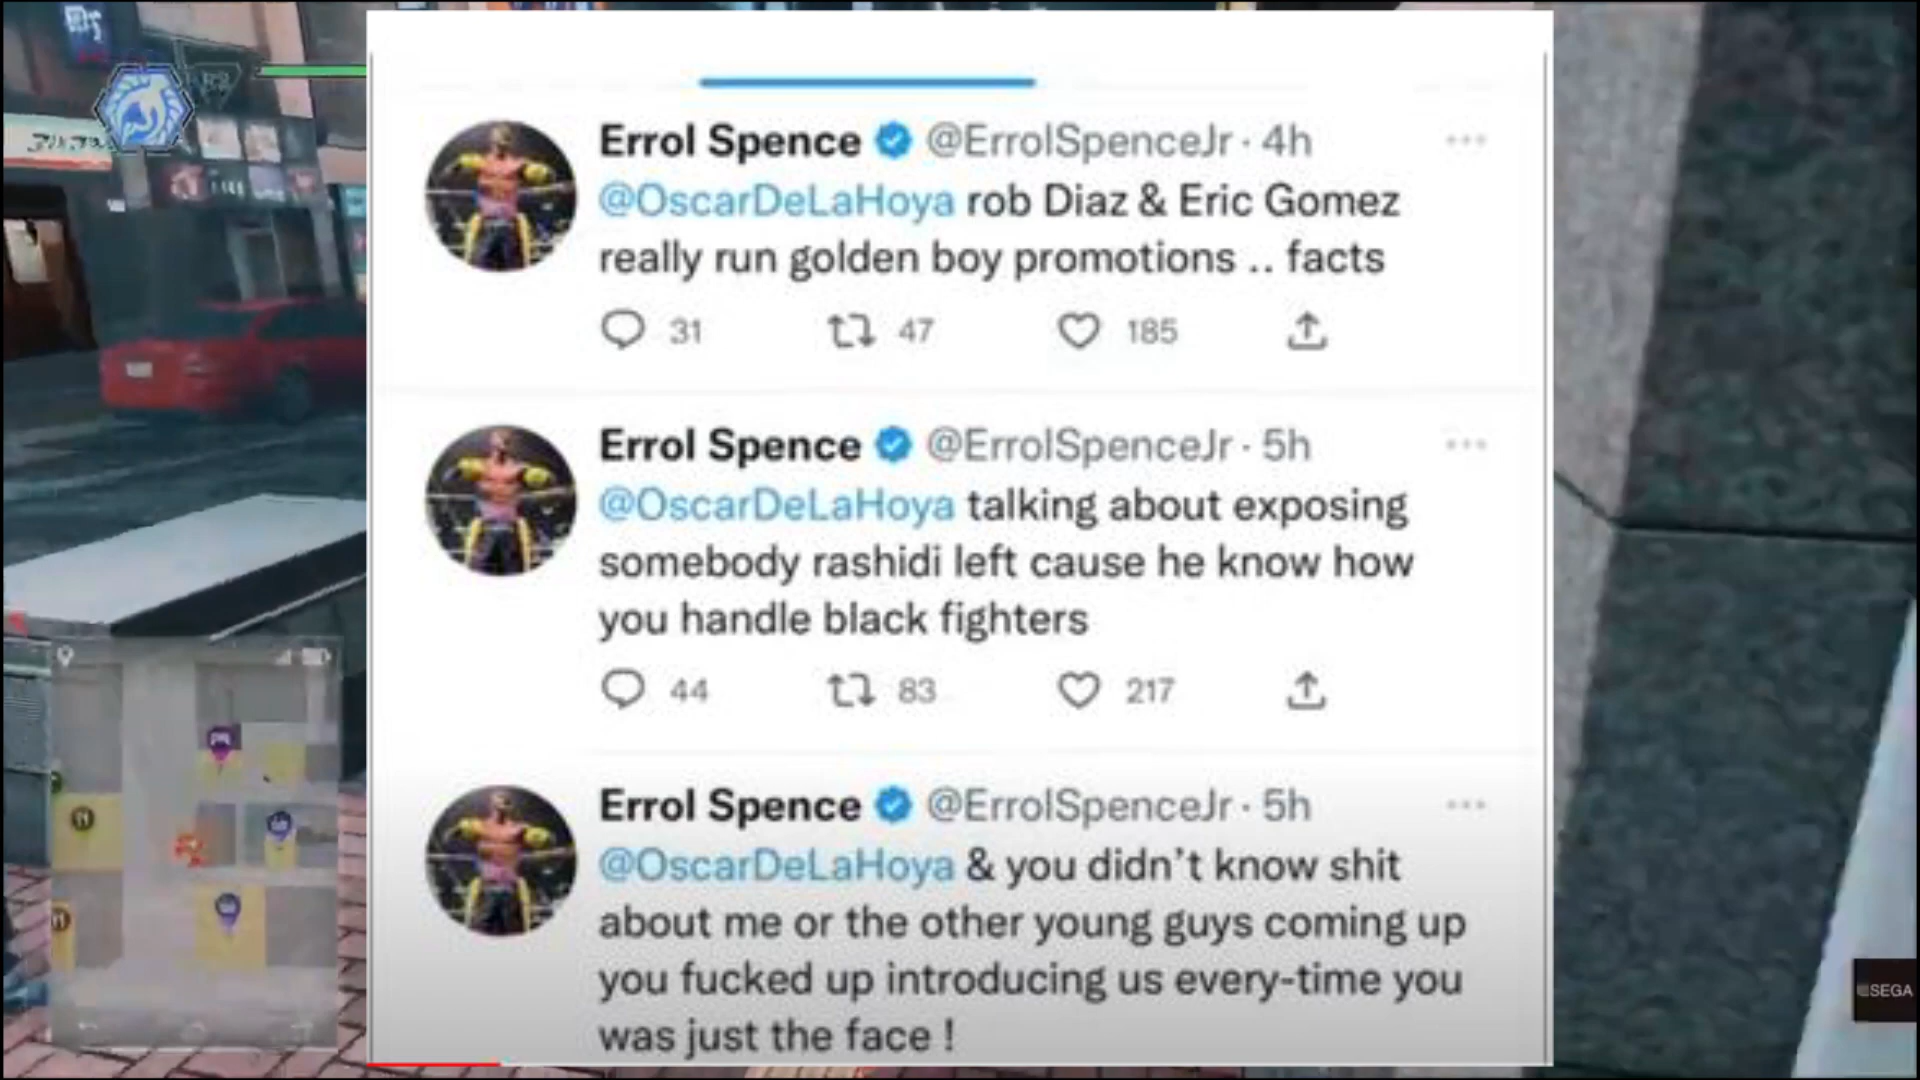 Errol Spence @ErrolSpenceJr · 4h
@OscarDeLaHoya rob Diaz & Eric Gomez
really run golden boy promotions .. facts
31 47 185
Errol Spence @ErrolSpenceJr · 5h
@OscarDeLaHoya talking about exposing
somebody rashidi left cause he know how
you handle black fighters
44 83 217
Errol Spence @ErrolSpenceJr · 5h
@OscarDeLaHoya & you didn't know shit
about me or the other young guys coming up
you fucked up introducing us every-time you
was just the face !
SEGA